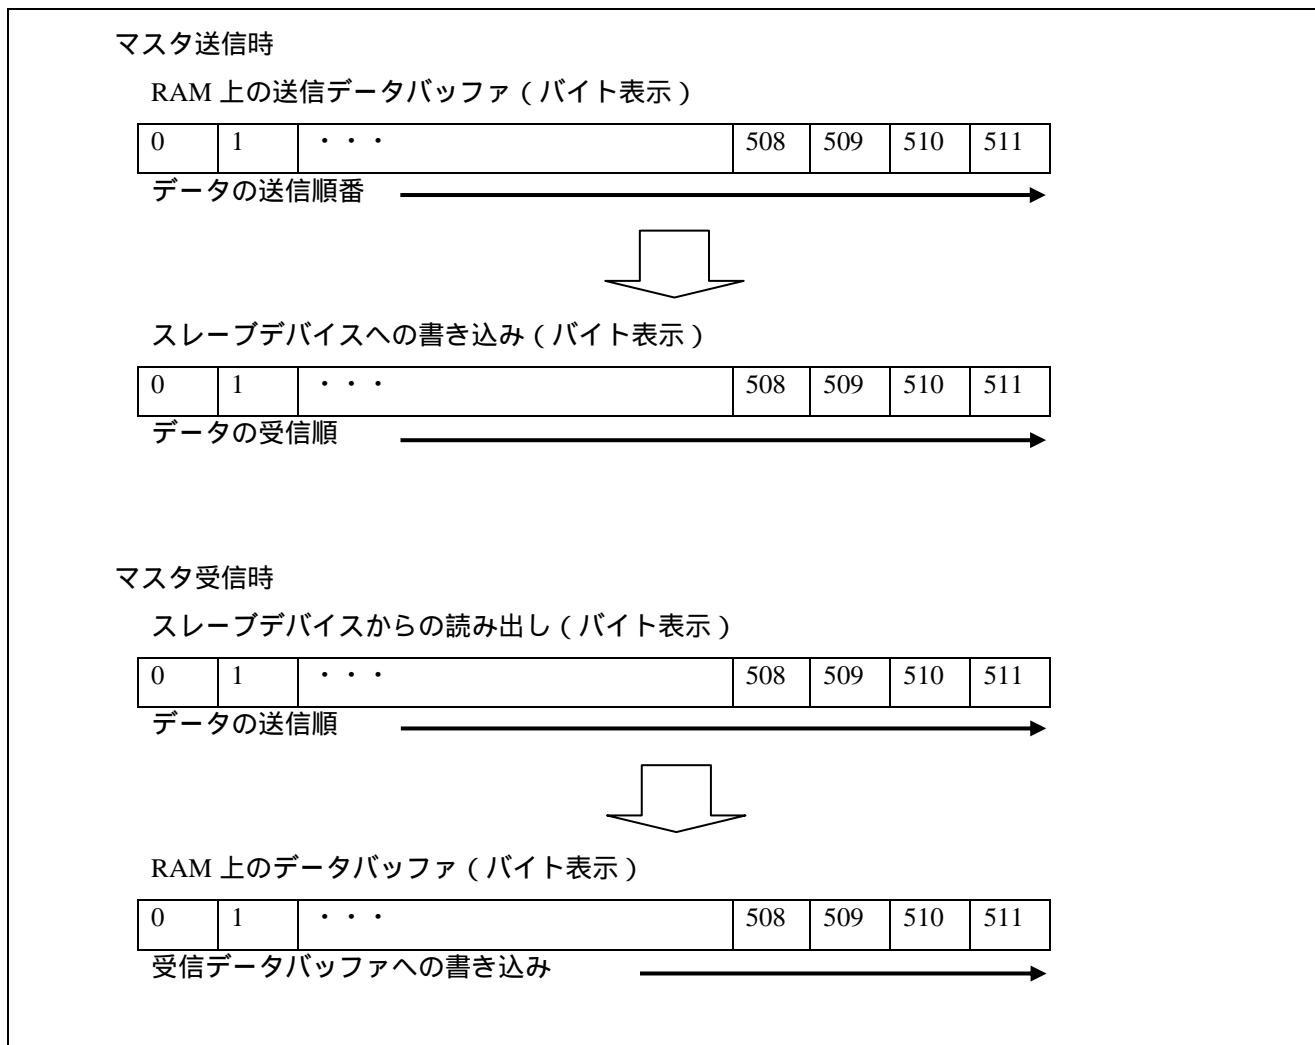 マスタ送信時
RAM 上の送信データバッファ ( バイト表示 )
0 1 ・・・ 508 509 510 511
データの送信順番
スレーブデバイスへの書き込み ( バイト表示 )
0 1 ・・・ 508 509 510 511
データの受信順
マスタ受信時
スレーブデバイスからの読み出し ( バイト表示 )
0 1 ・・・ 508 509 510 511
データの送信順
RAM 上のデータバッファ ( バイト表示 )
0 1 ・・・ 508 509 510 511
受信データバッファへの書き込み